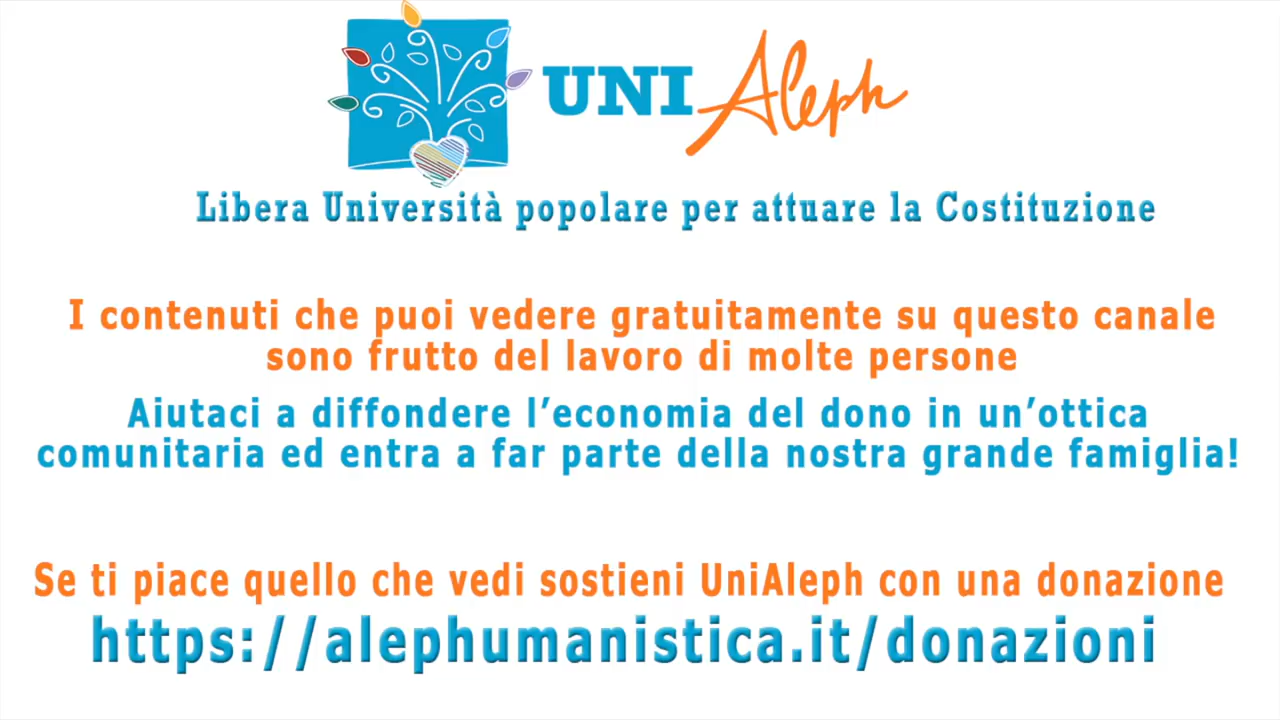 UNI Aleph
Libera Università popolare per attuare la Costituzione
I contenuti che puoi vedere gratuitamente su questo canale
sono frutto del lavoro di molte persone
Aiutaci a diffondere l’economia del dono in un’ottica
comunitaria ed entra a far parte della nostra grande famiglia!
Se ti piace quello che vedi sostieni UniAleph con una donazione
https://alephumanistica.it/donazioni